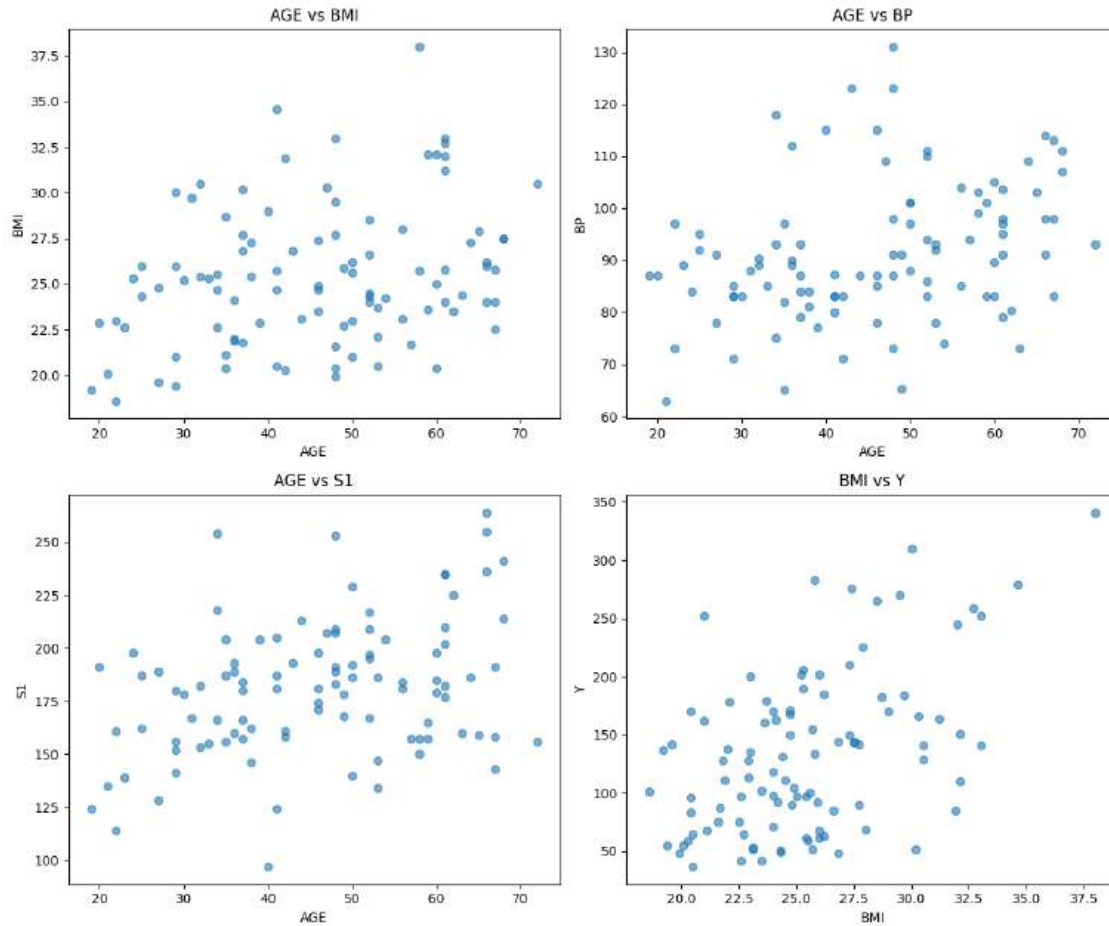 AGE vs BMI
37.5
35.0
32.5
30.0
27.5
25.0
22.5
20.0
BMI
20 30 40 50 60 70
AGE
AGE vs BP
130
120
110
100
90
80
70
60
BP
20 30 40 50 60 70
AGE
AGE vs S1
250
225
200
175
150
125
100
S1
20 30 40 50 60 70
AGE
BMI vs Y
350
300
250
200
150
100
50
Y
20.0 22.5 25.0 27.5 30.0 32.5 35.0 37.5
BMI